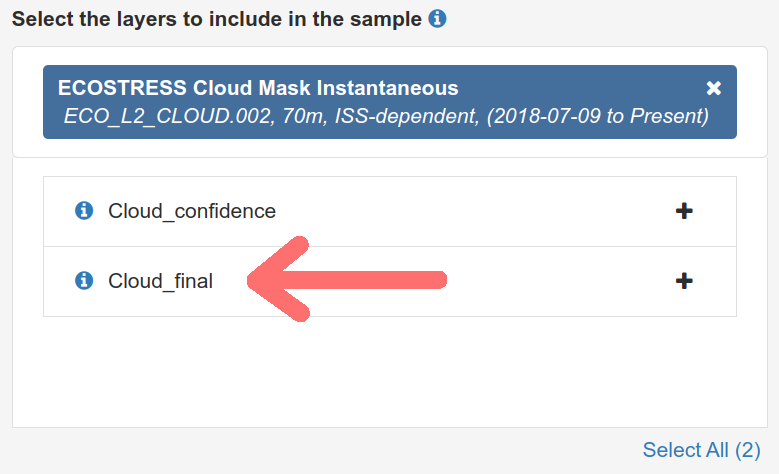 Select the layers to include in the sample
ECOSTRESS Cloud Mask Instantaneous
ECO_L2_CLOUD.002, 70m, ISS-dependent, (2018-07-09 to Present)
Cloud_confidence
Cloud_final
Select All (2)